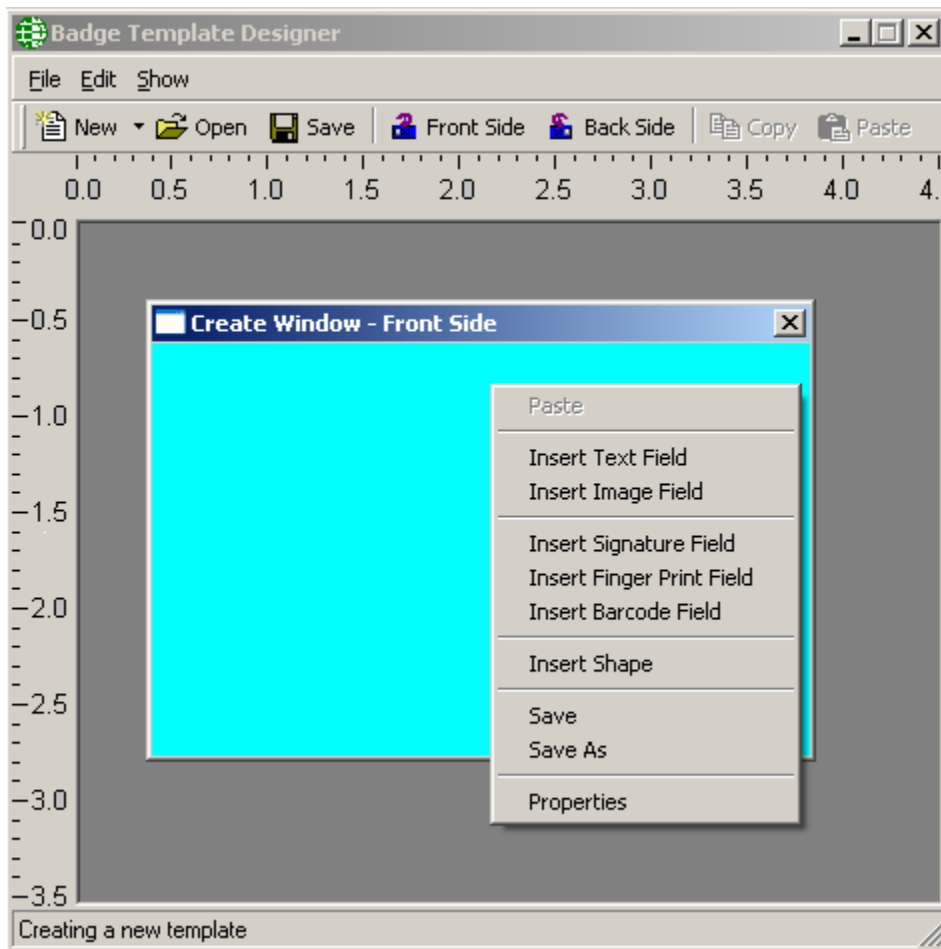 Badge Template Designer
File Edit Show
New Open Save Front Side Back Side Copy Paste
0.0 0.5 1.0 1.5 2.0 2.5 3.0 3.5 4.0 4.
0.0
0.5
Create Window - Front Side
Paste
1.0
Insert Text Field
Insert Image Field
1.5
Insert Signature Field
Insert Finger Print Field
2.0
Insert Barcode Field
Insert Shape
2.5
Save
Save As
3.0
Properties
3.5
Creating a new template